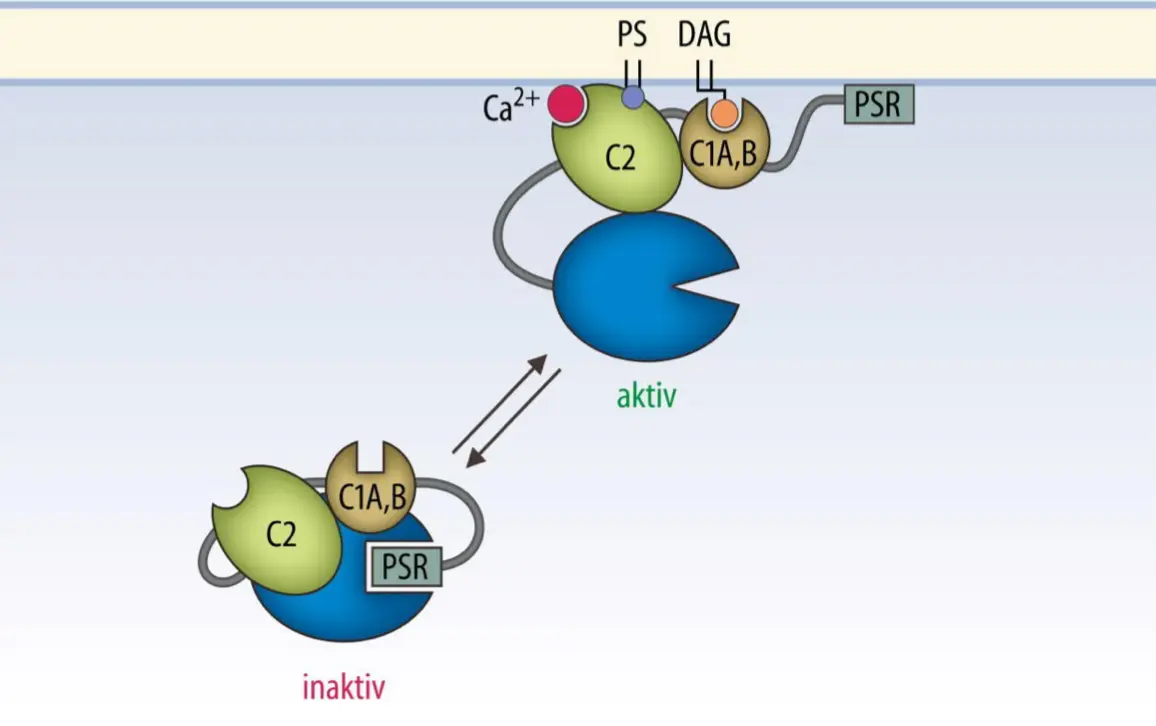 PS DAG
Ca²⁺
PSR
C2
C1A,B
aktiv
C1A,B
C2
PSR
inaktiv